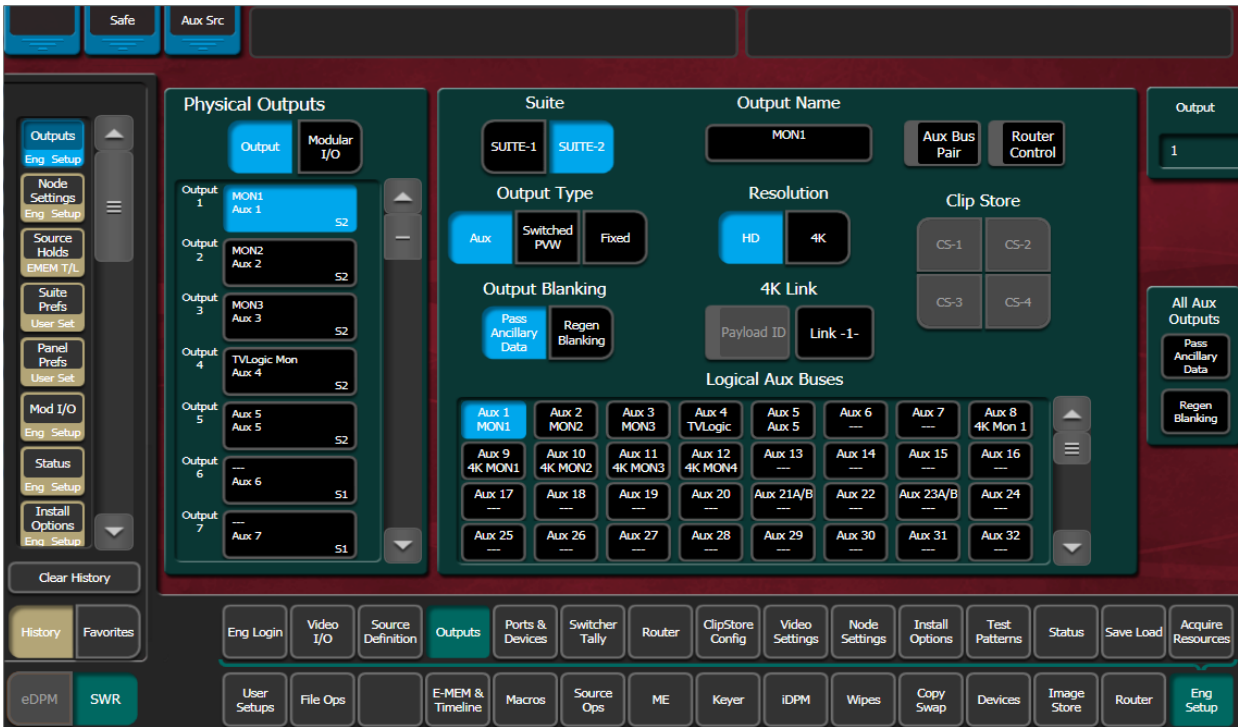 Safe
Aux Src
Outputs
Eng Setup
Node
Settings
Eng Setup
Source
Holds
EMEM T/L
Suite
Prefs
User Set
Panel
Prefs
User Set
Mod I/O
Eng Setup
Status
Eng Setup
Install
Options
Eng Setup
Clear History
History
Favorites
eDPM
SWR
Physical Outputs
Output
Modular
I/O
Output
1
MON1
Aux 1
S2
Output
2
MON2
Aux 2
S2
Output
3
MON3
Aux 3
S2
Output
4
TVLogic Mon
Aux 4
S2
Output
5
Aux 5
Aux 5
S2
Output
6
---
Aux 6
S1
Output
7
---
Aux 7
S1
Suite
SUITE-1
SUITE-2
Output Name
MON1
Aux Bus
Pair
Router
Control
Output Type
Aux
Switched
PVW
Fixed
Resolution
HD
4K
Clip Store
CS-1
CS-2
CS-3
CS-4
Output Blanking
Pass
Ancillary
Data
Regen
Blanking
4K Link
Payload ID
Link -1-
Logical Aux Buses
Aux 1
MON1
Aux 2
MON2
Aux 3
MON3
Aux 4
TVLogic
Aux 5
Aux 5
Aux 6
---
Aux 7
---
Aux 8
4K Mon 1
Aux 9
4K MON1
Aux 10
4K MON2
Aux 11
4K MON3
Aux 12
4K MON4
Aux 13
---
Aux 14
---
Aux 15
---
Aux 16
---
Aux 17
---
Aux 18
---
Aux 19
---
Aux 20
---
Aux 21A/B
---
Aux 22
---
Aux 23A/B
---
Aux 24
---
Aux 25
---
Aux 26
---
Aux 27
---
Aux 28
---
Aux 29
---
Aux 30
---
Aux 31
---
Aux 32
---
Output
1
All Aux
Outputs
Pass
Ancillary
Data
Regen
Blanking
Eng Login
Video
I/O
Source
Definition
Outputs
Ports &
Devices
Switcher
Tally
Router
ClipStore
Config
Video
Settings
Node
Settings
Install
Options
Test
Patterns
Status
Save Load
Acquire
Resources
User
Setups
File Ops
E-MEM &
Timeline
Macros
Source
Ops
ME
Keyer
iDPM
Wipes
Copy
Swap
Devices
Image
Store
Router
Eng
Setup